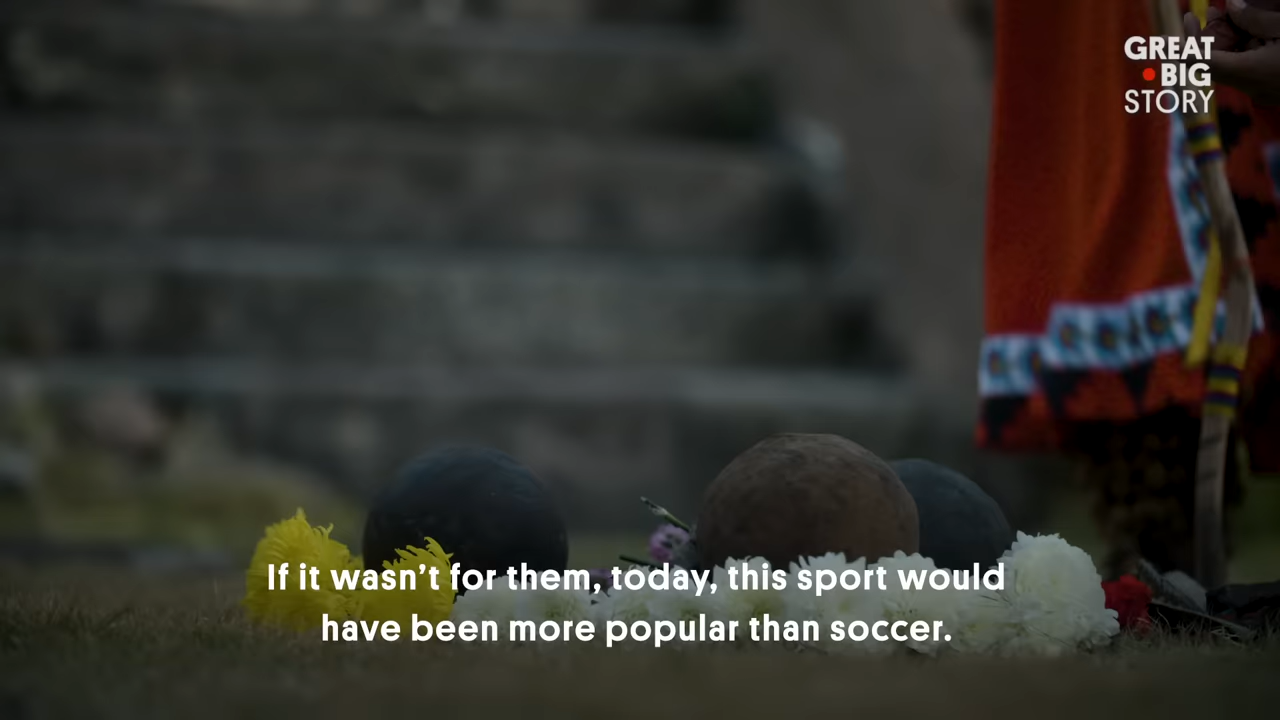 GREAT
BIG
STORY
If it wasn't for them, today, this sport would
have been more popular than soccer.